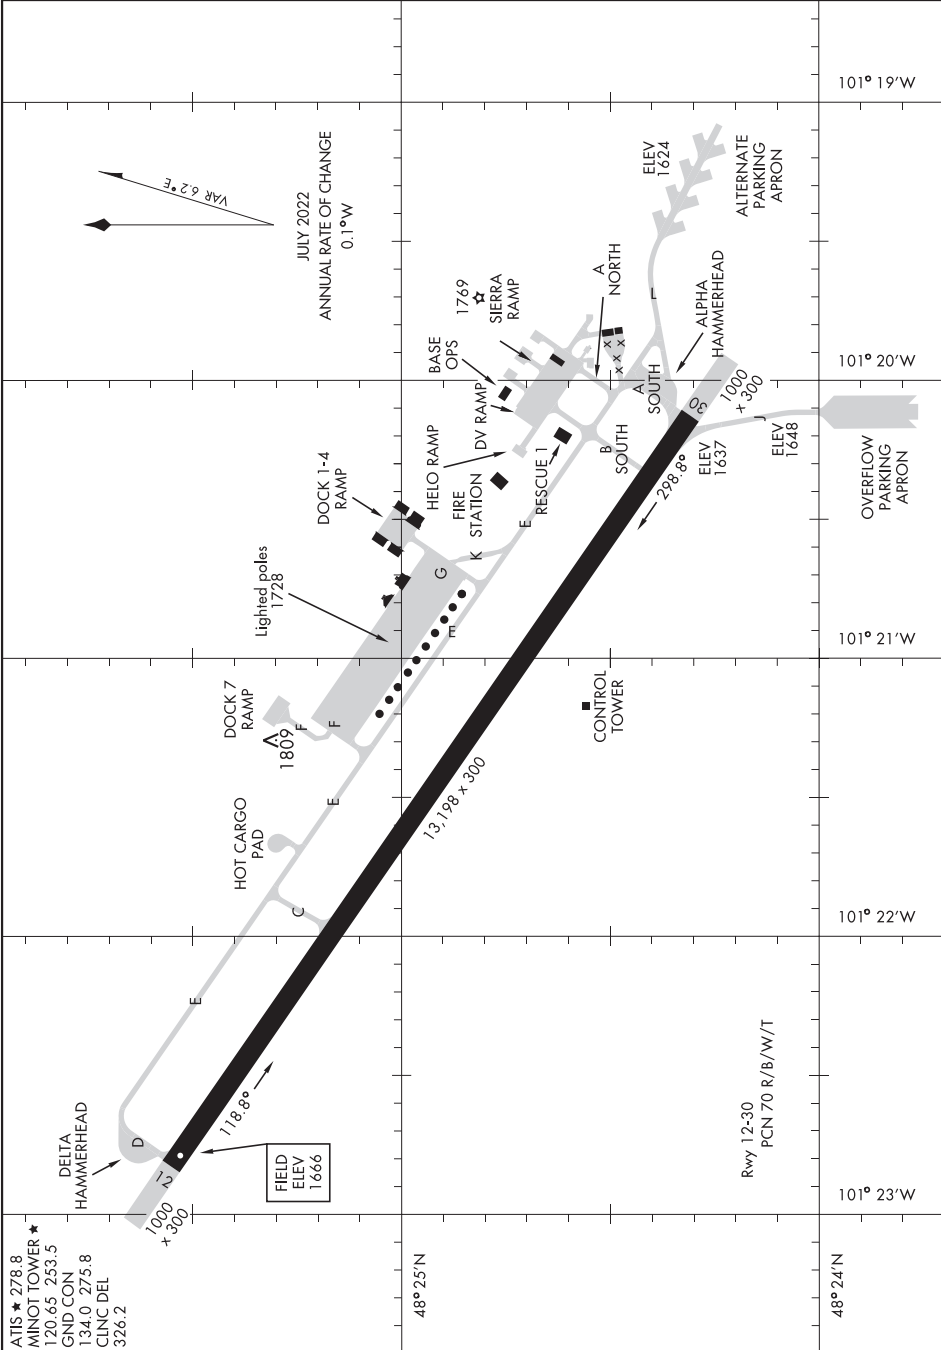 ATIS ★ 278.8
MINOT TOWER ★
120.65 253.5
GND CON
134.0 275.8
CLNC DEL
326.2
JULY 2022
ANNUAL RATE OF CHANGE
0.1°W
VAR 6.2°E
DELTA
HAMMERHEAD
D
12
1000
x 300
118.8°
FIELD
ELEV
1666
E
C
HOT CARGO
PAD
E
DOCK 7
RAMP
1809
F
F
Lighted poles
1728
E
G
K
E
DOCK 1-4
RAMP
HELO RAMP
FIRE
STATION
DV RAMP
BASE
OPS
RESCUE 1
1769
SIERRA
RAMP
A
NORTH
x
x
x
x
x
A
SOUTH
B
SOUTH
L
ELEV
1624
ALTERNATE
PARKING
APRON
ALPHA
HAMMERHEAD
30
1000
x 300
298.8°
ELEV
1637
J
ELEV
1648
OVERFLOW
PARKING
APRON
13,198 x 300
CONTROL
TOWER
Rwy 12-30
PCN 70 R/B/W/T
48°25'N
48°24'N
101°23'W
101°22'W
101°21'W
101°20'W
101°19'W